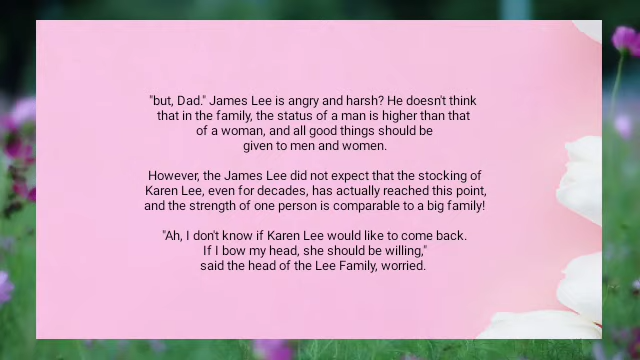 "but, Dad." James Lee is angry and harsh? He doesn't think
that in the family, the status of a man is higher than that
of a woman, and all good things should be
given to men and women.
However, the James Lee did not expect that the stocking of
Karen Lee, even for decades, has actually reached this point,
and the strength of one person is comparable to a big family!
"Ah, I don't know if Karen Lee would like to come back.
If I bow my head, she should be willing,"
said the head of the Lee Family, worried.